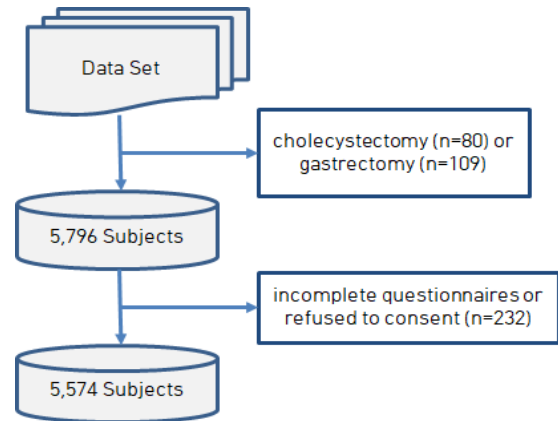 Data Set
cholecystectomy (n=80) or
gastrectomy (n=109)
5,796 Subjects
incomplete questionnaires or
refused to consent (n=232)
5,574 Subjects